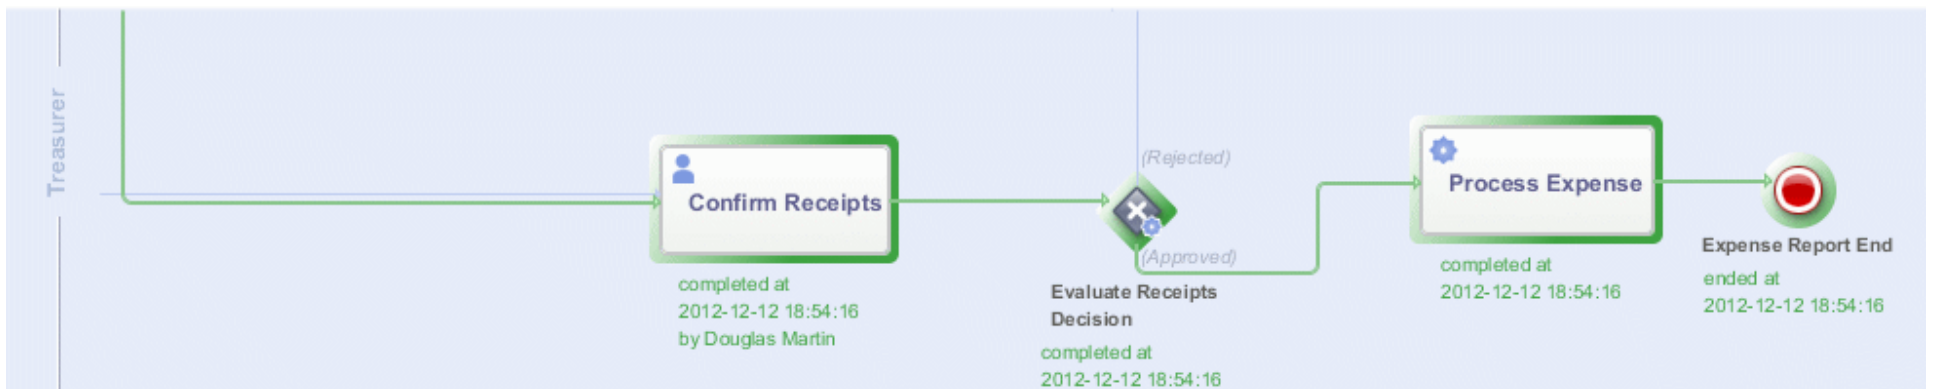 Treasurer
Confirm Receipts
completed at
2012-12-12 18:54:16
by Douglas Martin
(Rejected)
(Approved)
Evaluate Receipts
Decision
completed at
2012-12-12 18:54:16
Process Expense
completed at
2012-12-12 18:54:16
Expense Report End
ended at
2012-12-12 18:54:16